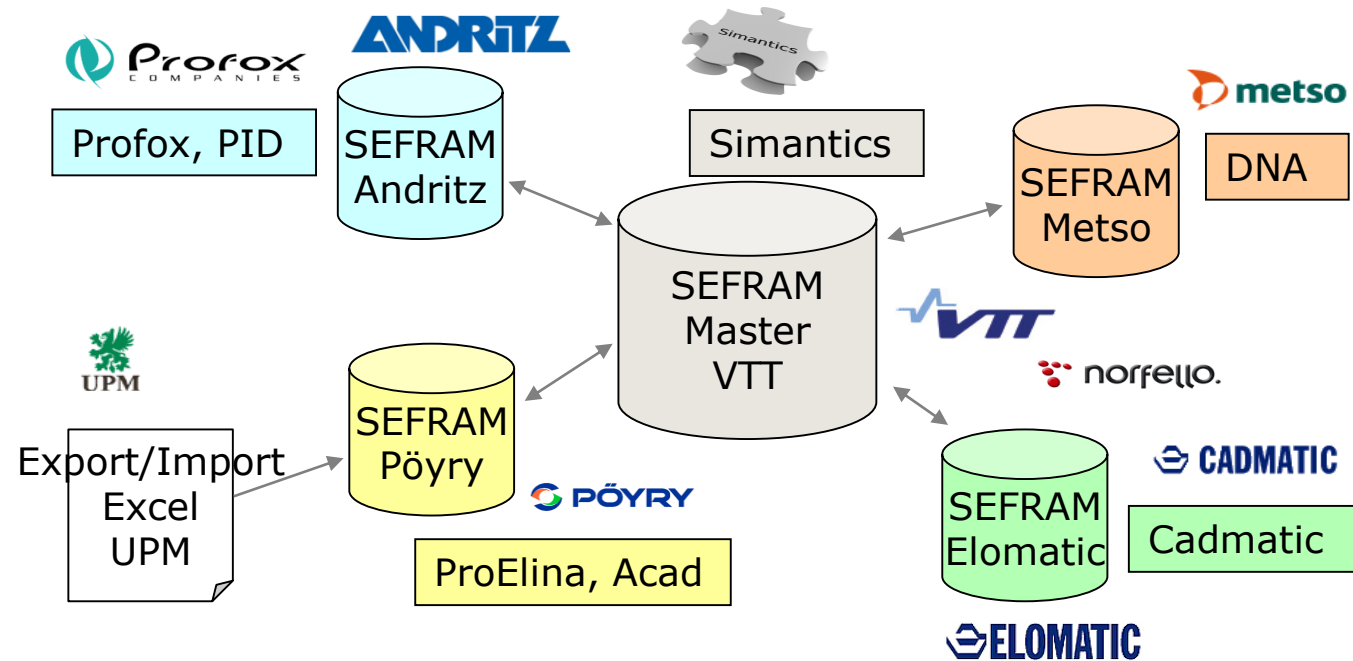 Profox
COMPANIES
ANDRITZ
Simantics
metso
Profox, PID
SEFRAM
Andritz
Simantics
SEFRAM
Metso
DNA
SEFRAM
Master
VTT
VTT
norfello.
UPM
SEFRAM
Pöyry
Export/Import
Excel
UPM
PÖYRY
ProElina, Acad
CADMATIC
SEFRAM
Elomatic
Cadmatic
ELOMATIC